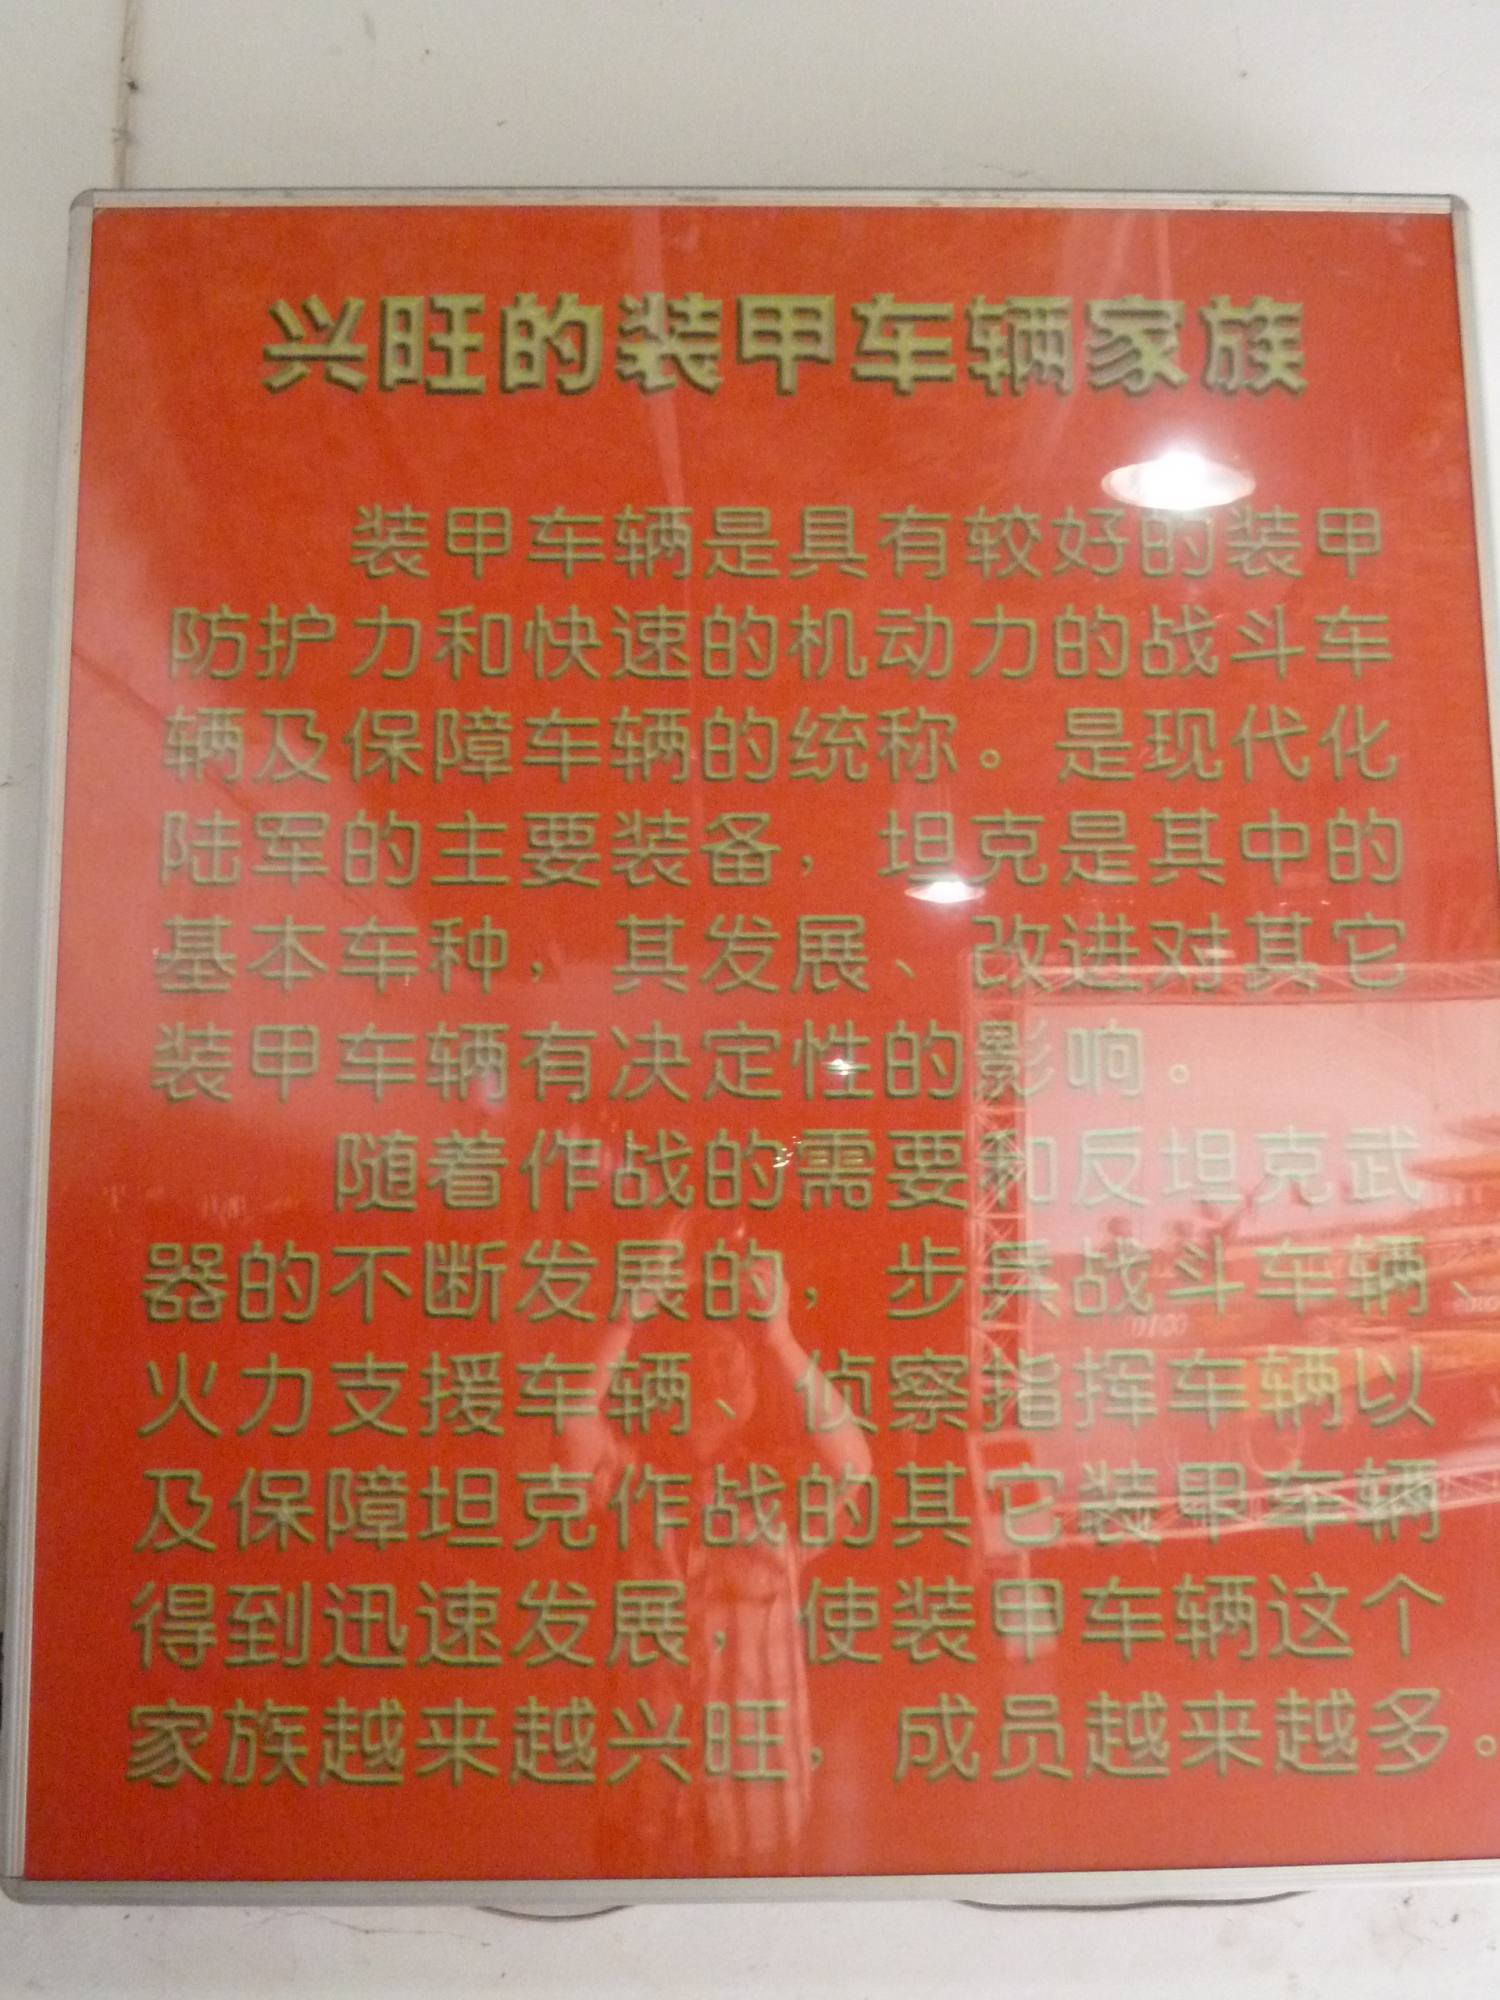 兴旺的装甲车辆家族
装甲车辆是具有较好的装甲
防护力和快速的机动力的战斗车
辆及保障车辆的统称。是现代化
陆军的主要装备，坦克是其中的
基本车种，其发展、改进对其它
装甲车辆有决定性的影响。
随着作战的需要和反坦克武
器的不断发展的，步兵战斗车辆、
火力支援车辆、侦察指挥车辆以
及保障坦克作战的其它装甲车辆
得到迅速发展，使装甲车辆这个
家族越来越兴旺，成员越来越多。